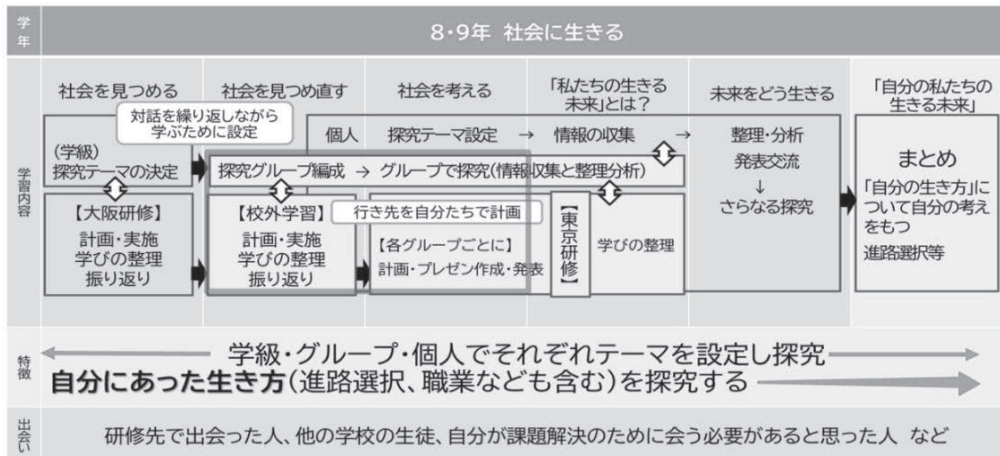 学年
8・9年 社会に生きる
学習内容
社会を見つめる
社会を見つめ直す
社会を考える
「私たちの生きる
未来」とは？
未来をどう生きる
「自分の私たちの
生きる未来」
対話を繰り返しながら
学ぶために設定
(学級)
探究テーマの決定
個人 探究テーマ設定 → 情報の収集 →
探究グループ編成 → グループで探究(情報収集と整理分析)
整理・分析
発表交流
↓
さらなる探究
まとめ
「自分の生き方」に
ついて自分の考え
をもつ
進路選択等
【大阪研修】
計画・実施
学びの整理
振り返り
【校外学習】
計画・実施
学びの整理
振り返り
行き先を自分たちで計画
【各グループごとに】
計画・プレゼン作成・発表
【東京研修】
学びの整理
特徴
学級・グループ・個人でそれぞれテーマを設定し探究
自分にあった生き方(進路選択、職業なども含む)を探究する
出会い
研修先で出会った人、他の学校の生徒、自分が課題解決のために会う必要があると思った人 など